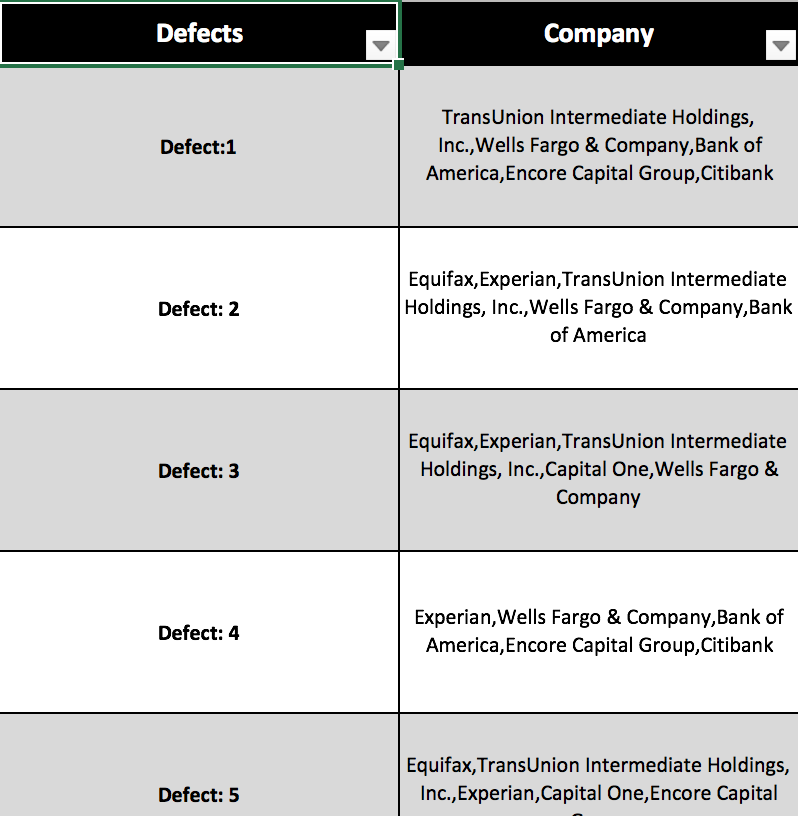 Defects
Company
Defect:1
TransUnion Intermediate Holdings,
Inc.,Wells Fargo & Company,Bank of
America,Encore Capital Group,Citibank
Defect: 2
Equifax,Experian,TransUnion Intermediate
Holdings, Inc.,Wells Fargo & Company,Bank
of America
Defect: 3
Equifax,Experian,TransUnion Intermediate
Holdings, Inc.,Capital One,Wells Fargo &
Company
Defect: 4
Experian,Wells Fargo & Company,Bank of
America,Encore Capital Group,Citibank
Defect: 5
Equifax,TransUnion Intermediate Holdings,
Inc.,Experian,Capital One,Encore Capital